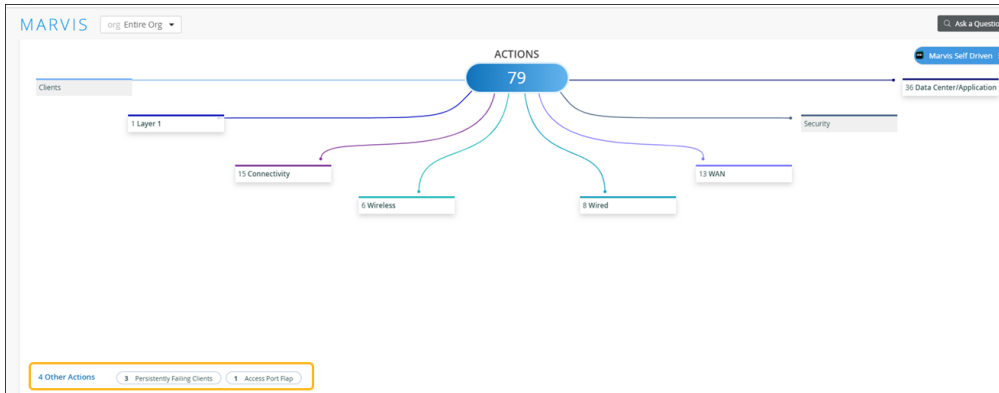 MARVIS org Entire Org
Ask a Questio
ACTIONS
79
Marvis Self Driven
Clients
36 Data Center/Application
1 Layer 1
Security
15 Connectivity
13 WAN
6 Wireless
8 Wired
4 Other Actions 3 Persistently Failing Clients 1 Access Port Flap